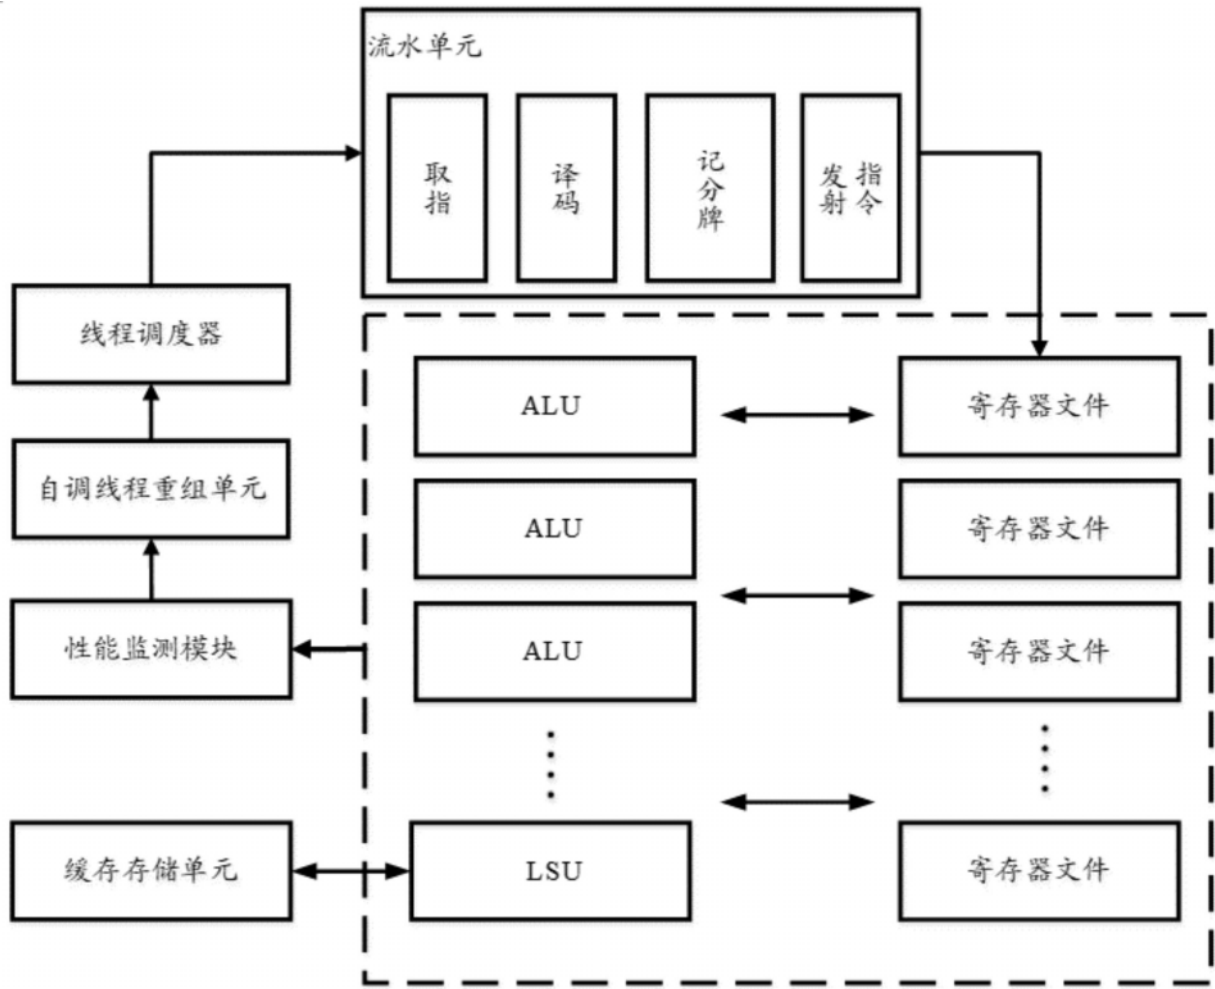 流水单元
取指
译码
记分牌
发射指令
线程调度器
自调线程重组单元
性能监测模块
缓存存储单元
ALU
寄存器文件
ALU
寄存器文件
ALU
寄存器文件
LSU
寄存器文件